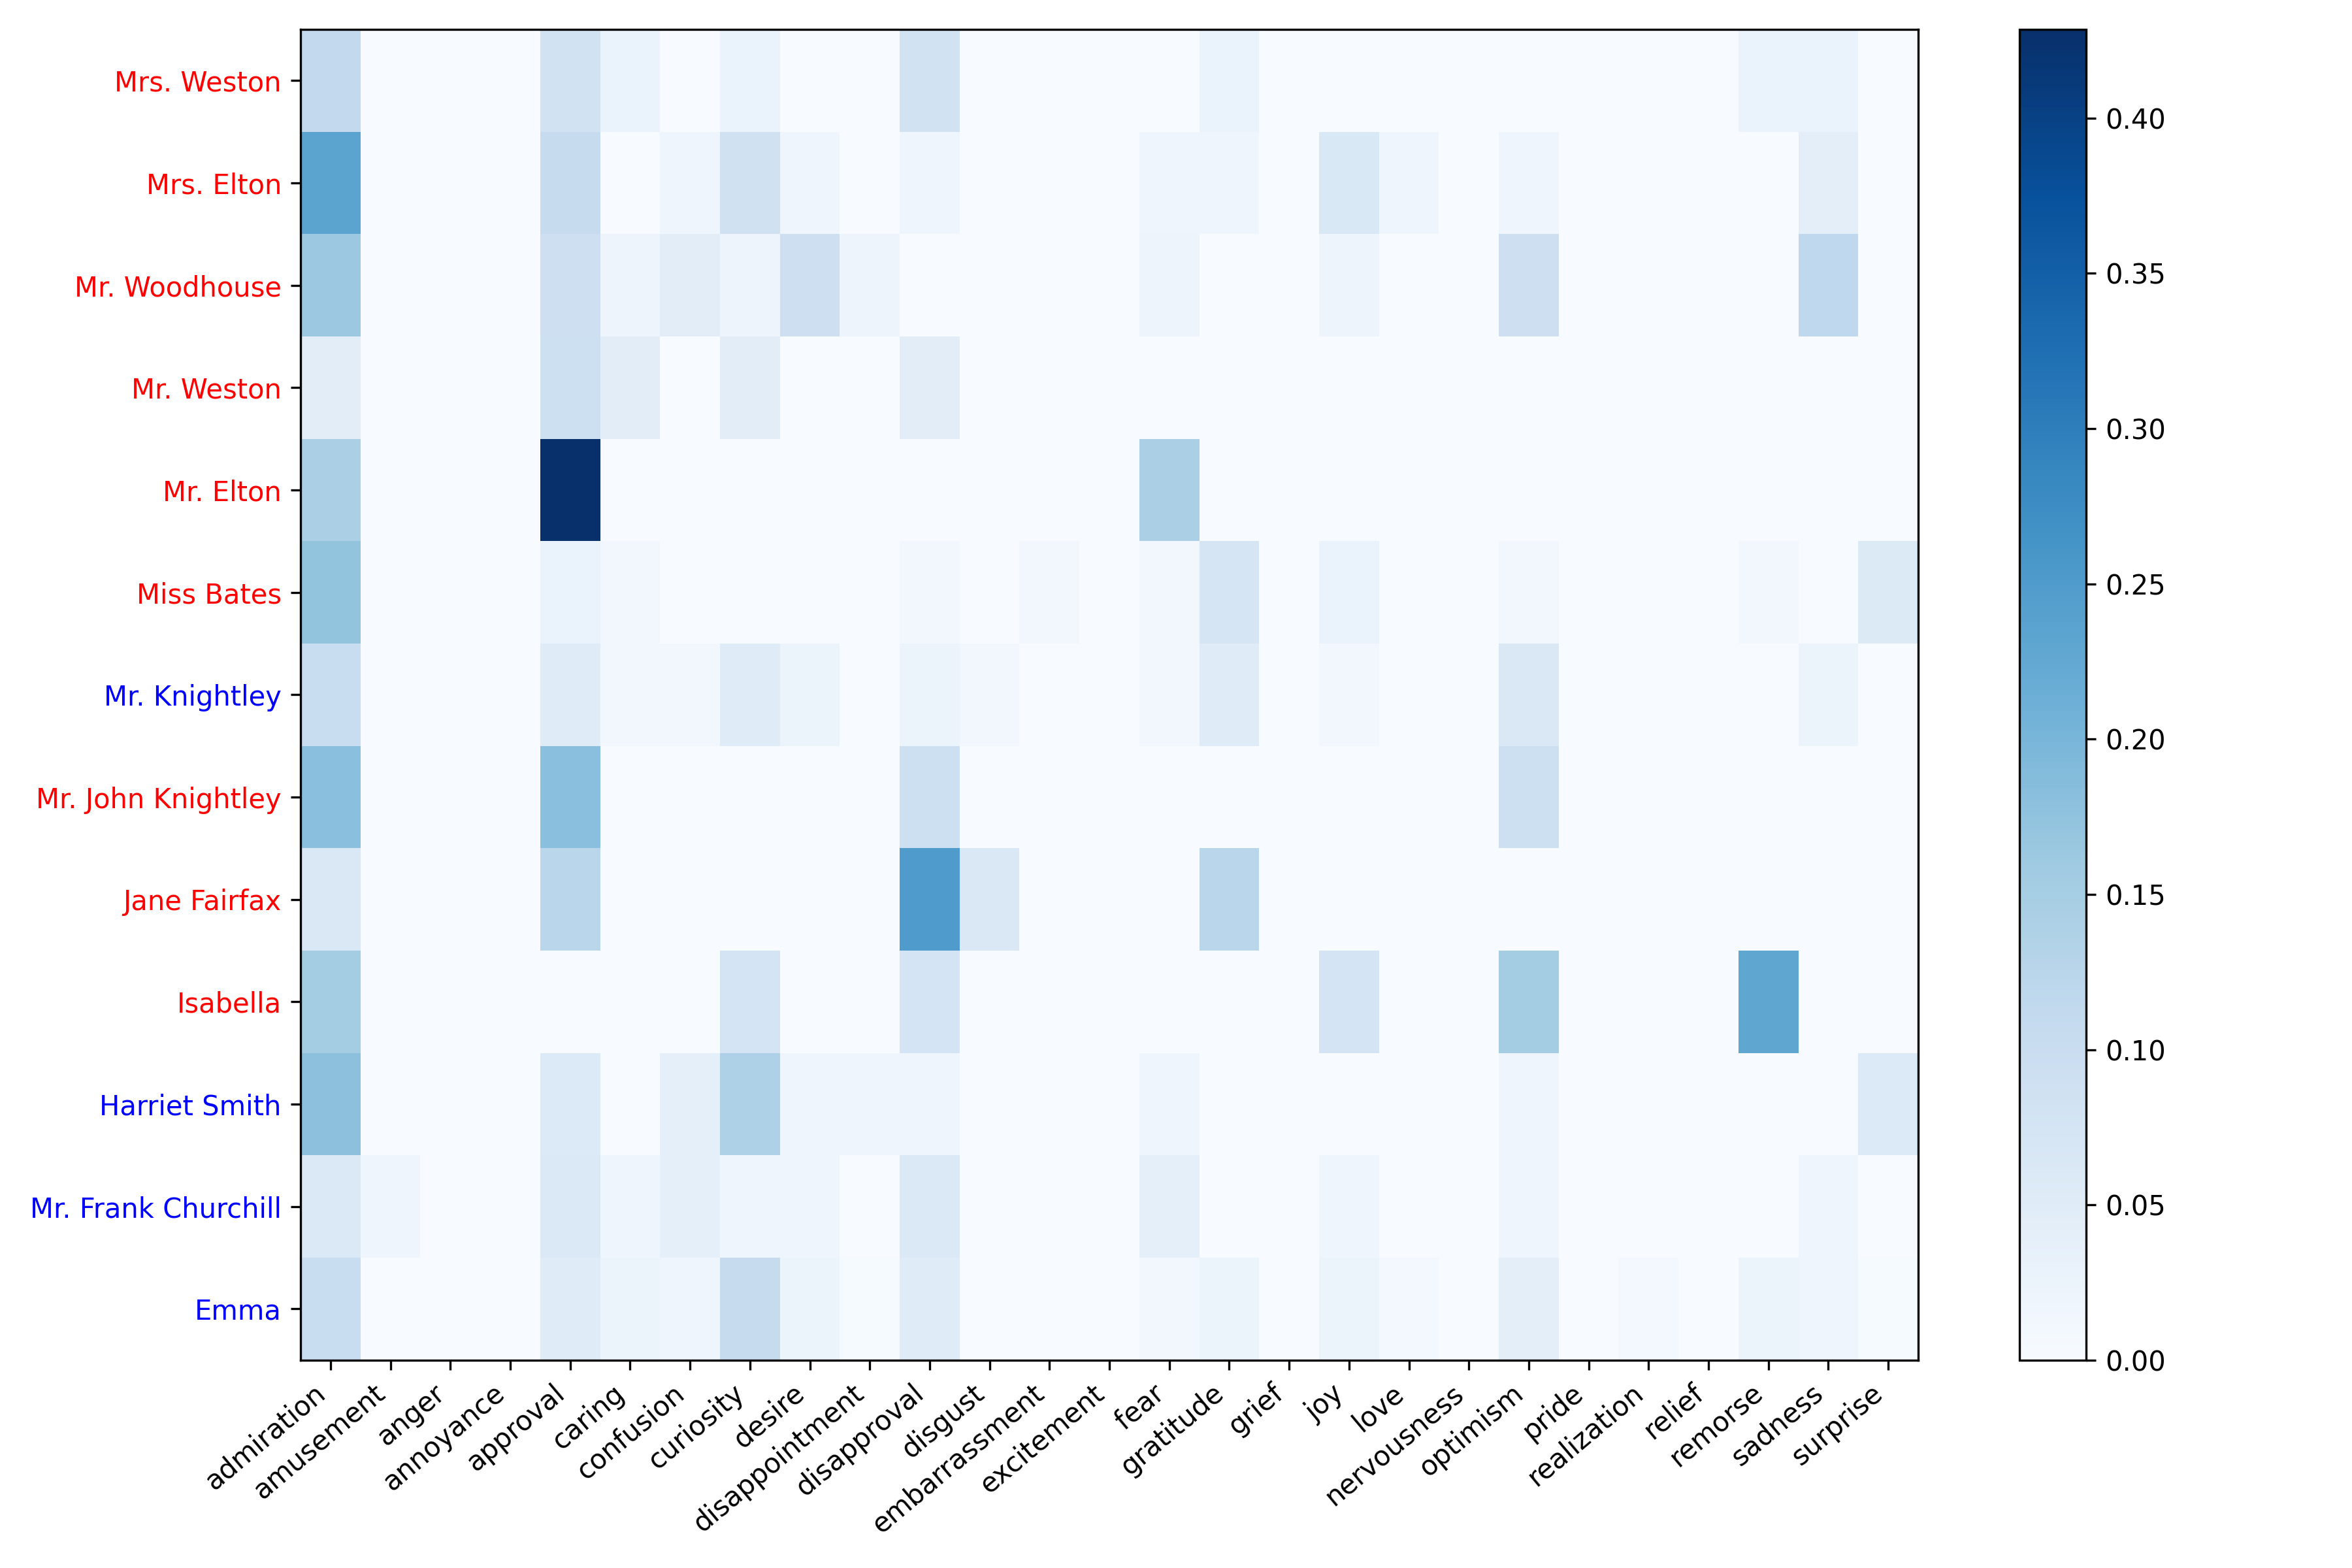 Mrs. Weston
Mrs. Elton
Mr. Woodhouse
Mr. Weston
Mr. Elton
Miss Bates
Mr. Knightley
Mr. John Knightley
Jane Fairfax
Isabella
Harriet Smith
Mr. Frank Churchill
Emma
admiration
amusement
anger
annoyance
approval
caring
confusion
curiosity
desire
disappointment
disapproval
disgust
embarrassment
excitement
fear
gratitude
grief
joy
love
nervousness
optimism
pride
realization
relief
remorse
sadness
surprise
0.40
0.35
0.30
0.25
0.20
0.15
0.10
0.05
0.00